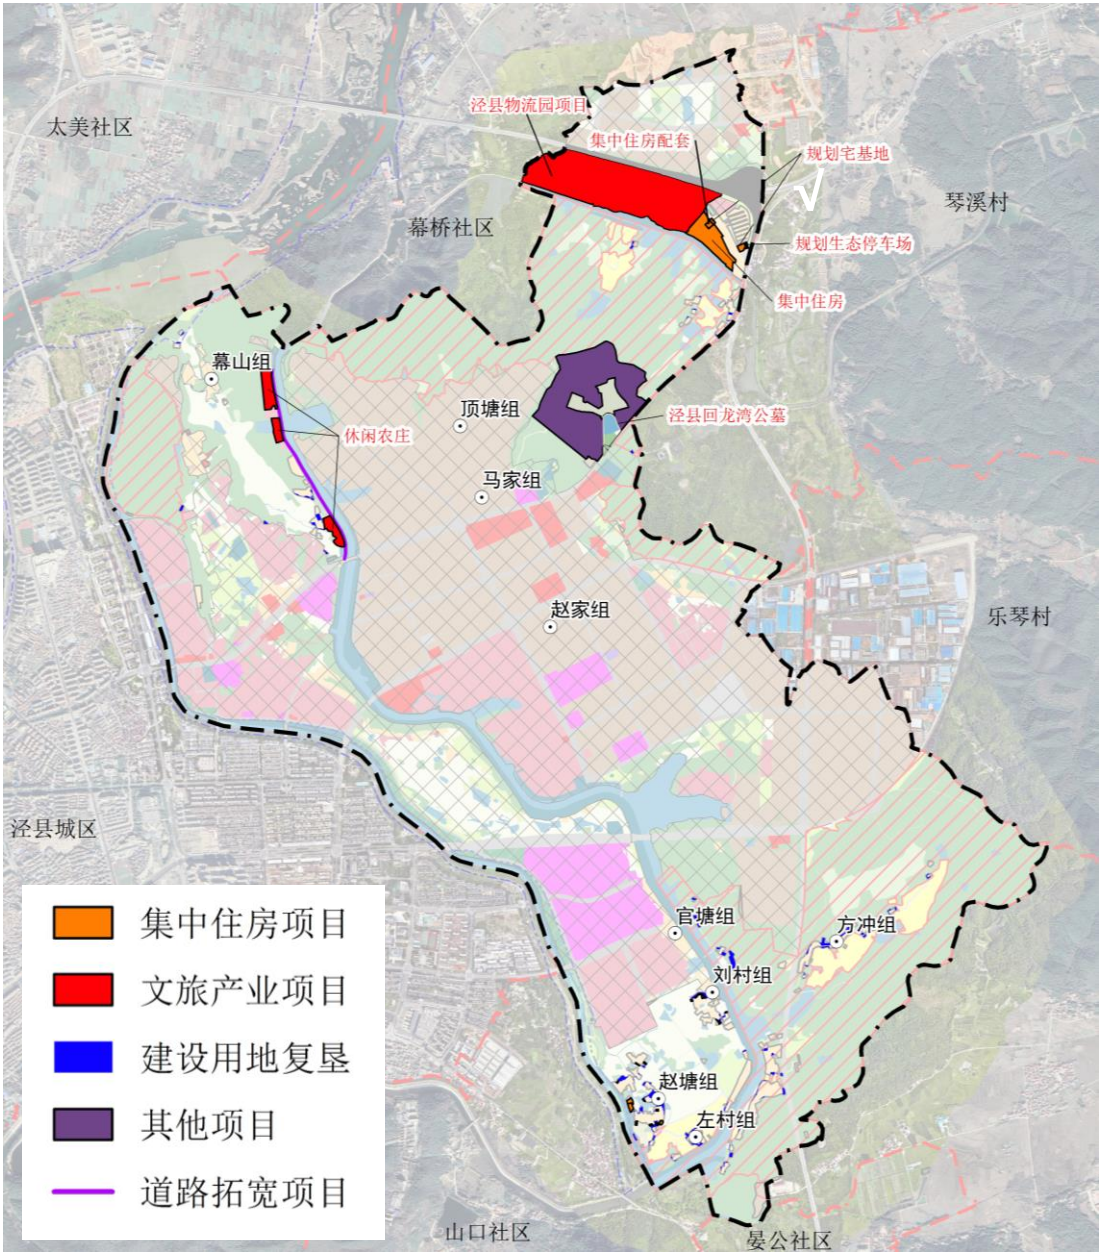 泾县物流园项目
太美社区
集中住房配套
规划宅基地
√
琴溪村
幕桥社区
规划生态停车场
集中住房
幕山组
顶塘组
泾县回龙湾公墓
休闲农庄
马家组
赵家组
乐琴村
泾县城区
官塘组
方冲组
刘村组
赵塘组
左村组
山口社区
晏公社区
集中住房项目
文旅产业项目
建设用地复垦
其他项目
道路拓宽项目